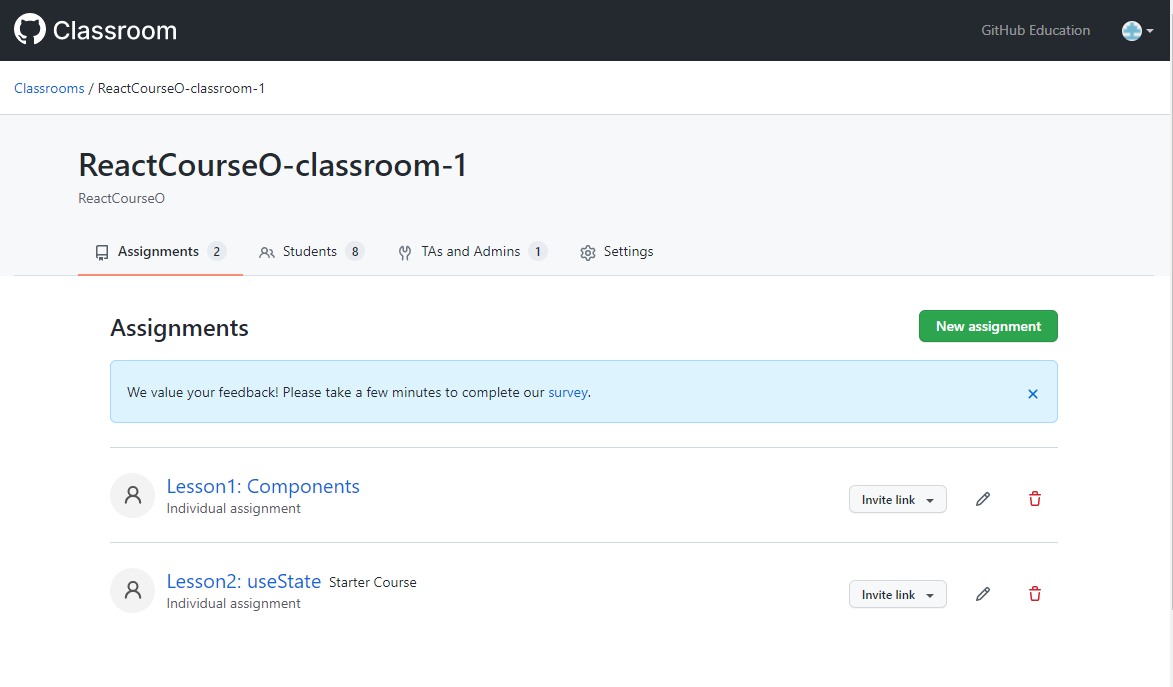 Classroom GitHub Education
Classrooms / ReactCourseO-classroom-1
ReactCourseO-classroom-1
ReactCourseO
Assignments 2 Students 8 TAs and Admins 1 Settings
Assignments New assignment
We value your feedback! Please take a few minutes to complete our survey.
Lesson1: Components
Individual assignment
Invite link
Lesson2: useState Starter Course
Individual assignment
Invite link